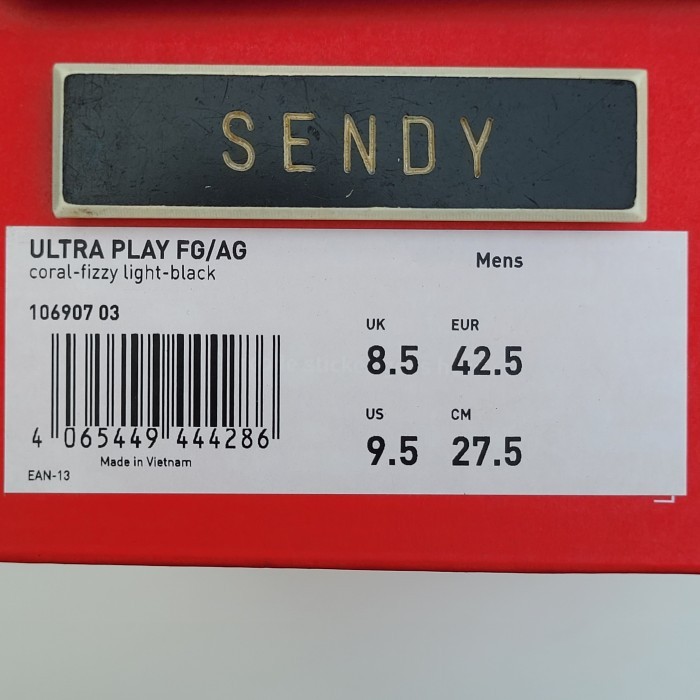 SENDY
ULTRA PLAY FG/AG
coral-fizzy light-black
Mens
106907 03
UK EUR
8.5 42.5
US CM
9.5 27.5
4 065449 444286
Made in Vietnam
EAN-13